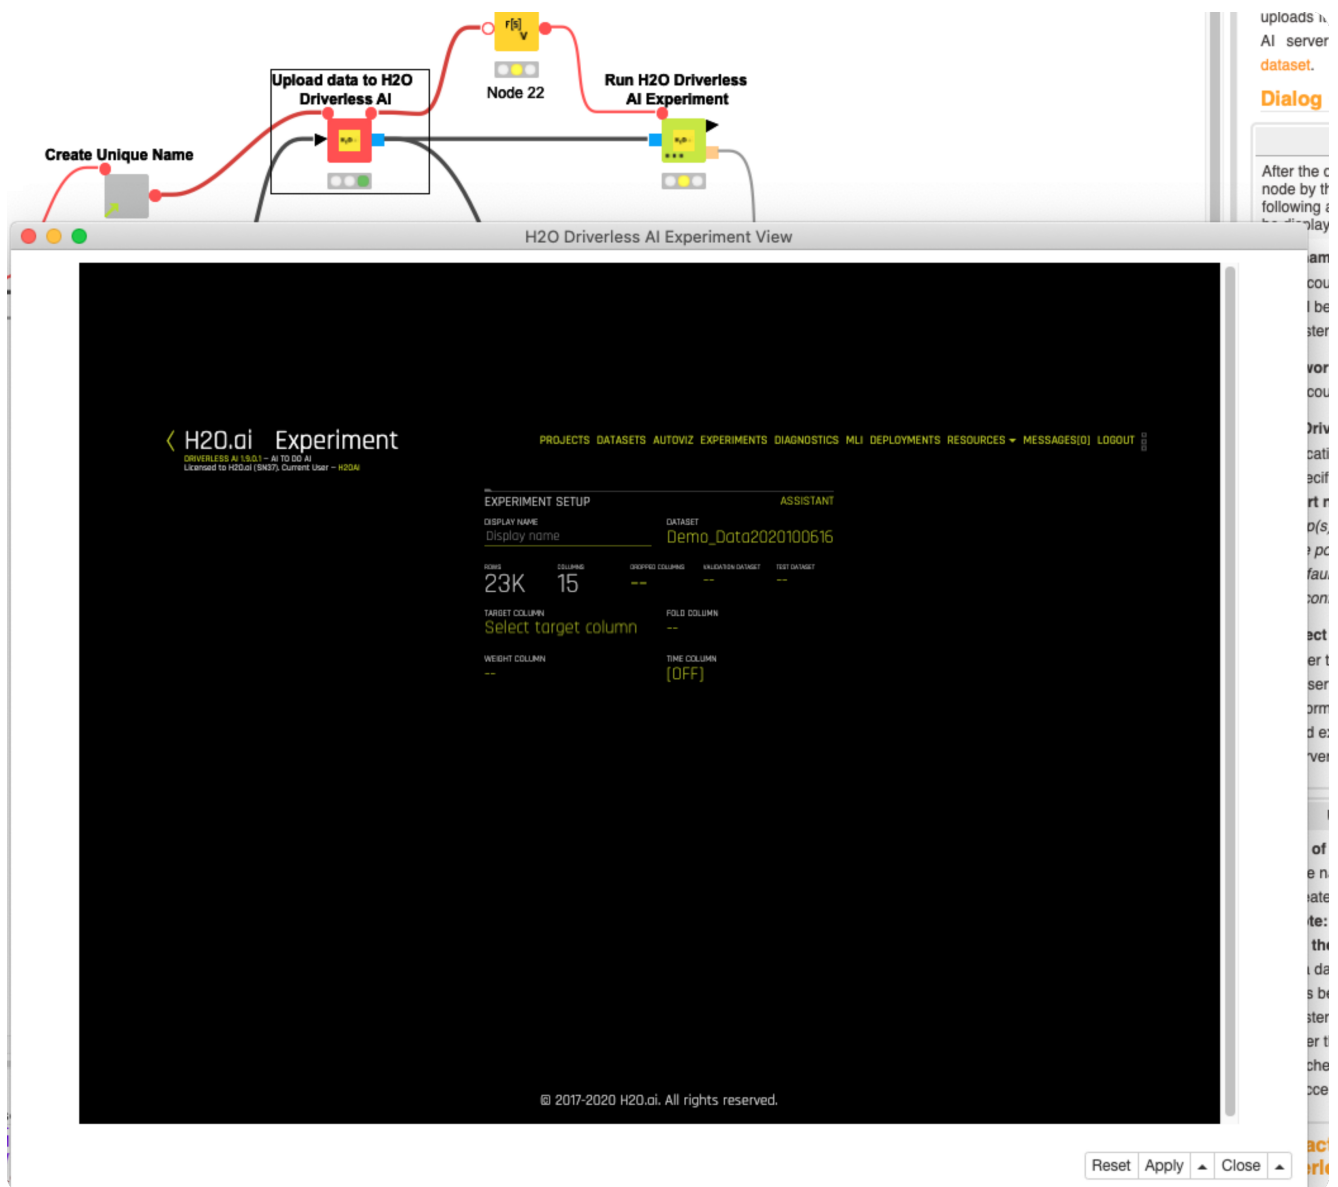 uploads
AI server
dataset.
Dialog
r[s]
v
Node 22
Upload data to H2O
Driverless AI
Run H2O Driverless
AI Experiment
Create Unique Name
After the
node by
following
H2O Driverless AI Experiment View
H2O.ai Experiment
DRIVERLESS AI 1.9.0.1 – AI TO DO AI
Licensed to H2O.ai (SN37). Current User – H2OAI
PROJECTS DATASETS AUTOVIZ EXPERIMENTS DIAGNOSTICS MLI DEPLOYMENTS RESOURCES MESSAGES[0] LOGOUT
EXPERIMENT SETUP ASSISTANT
DISPLAY NAME DATASET
Display name Demo_Data2020100616
ROWS COLUMNS DROPPED COLUMNS VALIDATION DATASET TEST DATASET
23K 15 -- -- --
TARGET COLUMN FOLD COLUMN
Select target column --
WEIGHT COLUMN TIME COLUMN
-- [OFF]
© 2017-2020 H2O.ai. All rights reserved.
Reset Apply Close